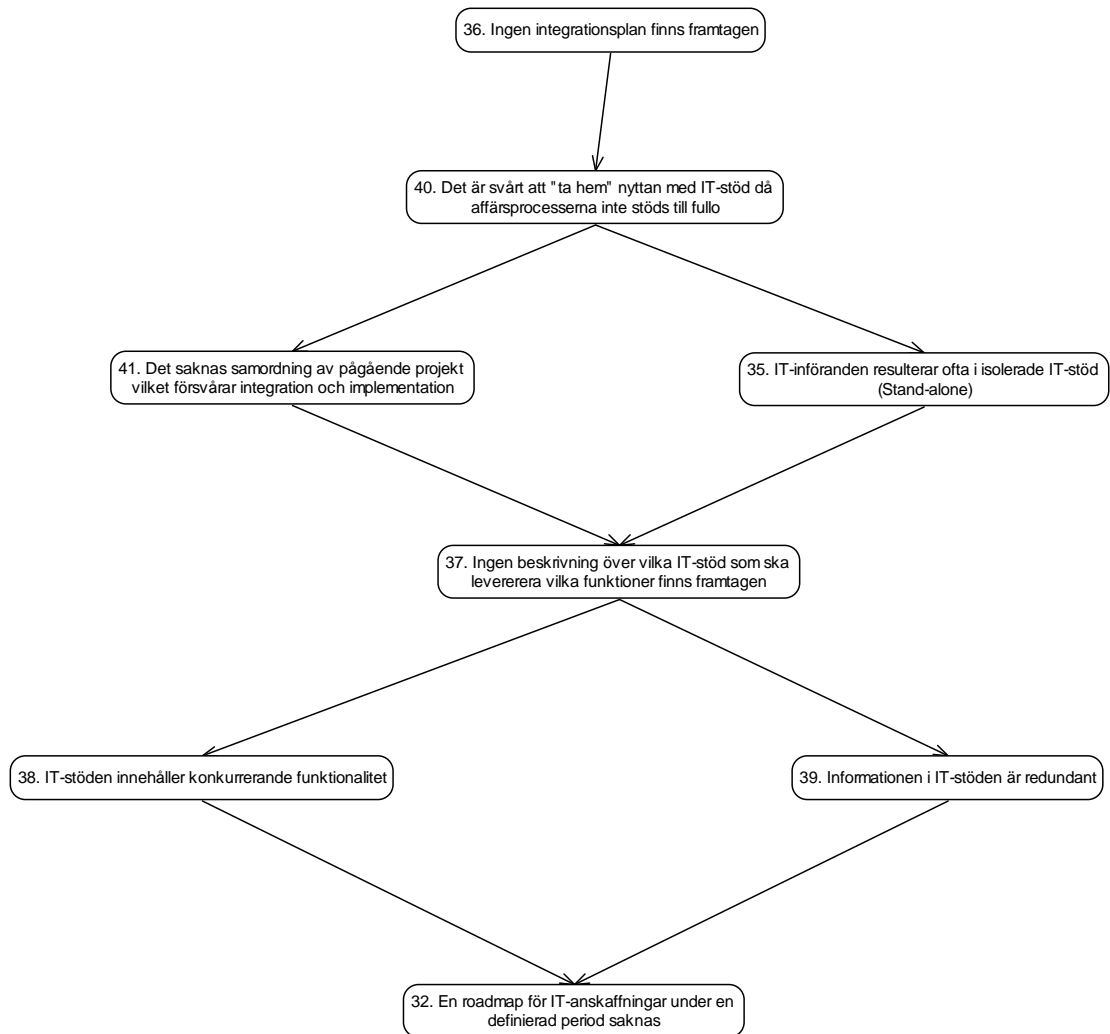 36. Ingen integrationsplan finns framtagen
40. Det är svårt att "ta hem" nyttan med IT-stöd då
affärsprocesserna inte stöds till fullo
41. Det saknas samordning av pågående projekt
vilket försvårar integration och implementation
35. IT-införanden resulterar ofta i isolerade IT-stöd
(Stand-alone)
37. Ingen beskrivning över vilka IT-stöd som ska
levererera vilka funktioner finns framtagen
38. IT-stöden innehåller konkurrerande funktionalitet
39. Informationen i IT-stöden är redundant
32. En roadmap för IT-anskaffningar under en
definierad period saknas